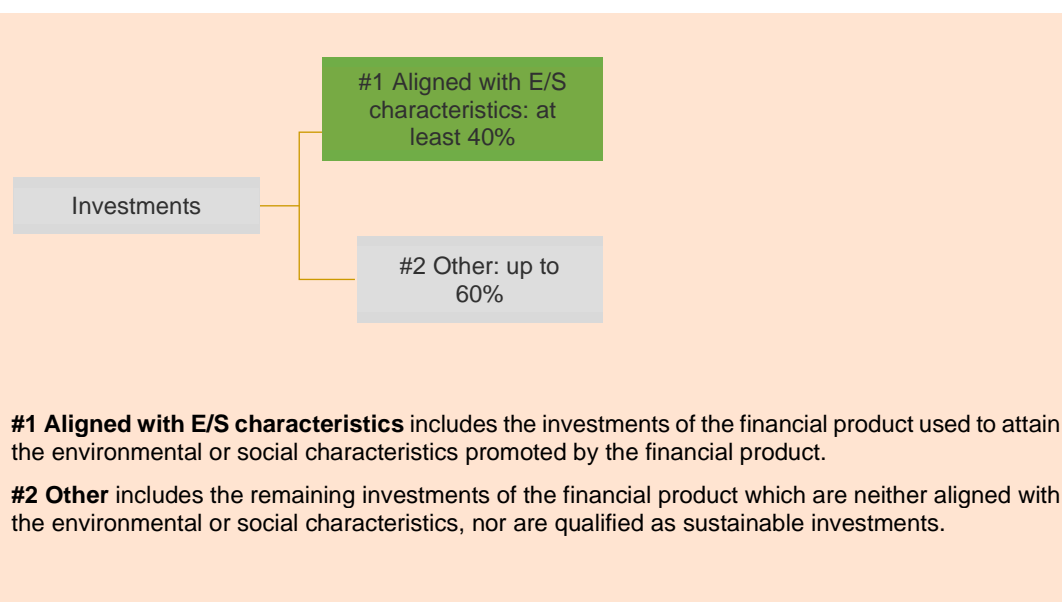 #1 Aligned with E/S
characteristics: at
least 40%
Investments
#2 Other: up to
60%
#1 Aligned with E/S characteristics includes the investments of the financial product used to attain
the environmental or social characteristics promoted by the financial product.
#2 Other includes the remaining investments of the financial product which are neither aligned with
the environmental or social characteristics, nor are qualified as sustainable investments.